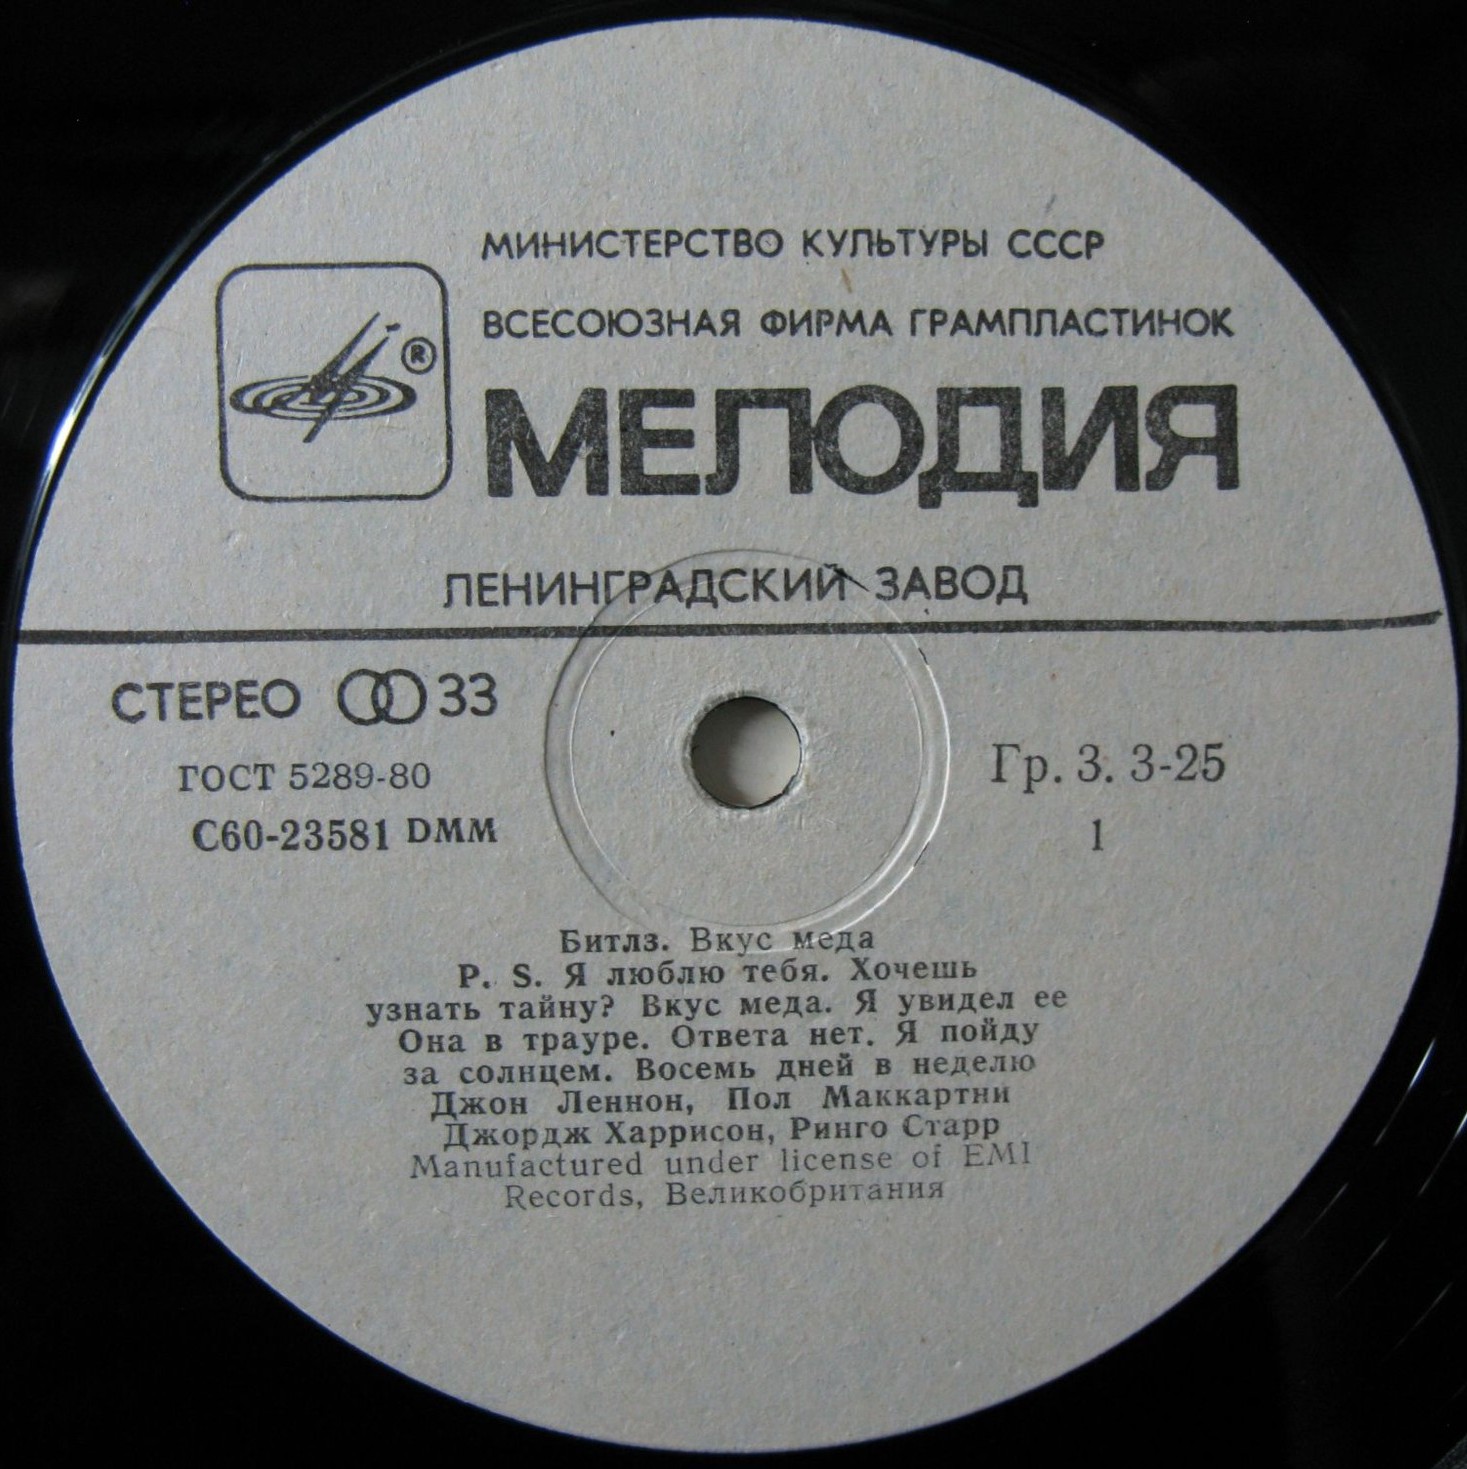 МИНИСТЕРСТВО КУЛЬТУРЫ СССР
ВСЕСОЮЗНАЯ ФИРМА ГРАМПЛАСТИНОК
®
МЕЛОДИЯ
ЛЕНИНГРАДСКИЙ ЗАВОД
СТЕРЕО 33
ГОСТ 5289-80
Гр. 3. 3-25
С60-23581 DMM
1
Битлз. Вкус меда
P. S. Я люблю тебя. Хочешь
узнать тайну? Вкус меда. Я увидел ее
Она в трауре. Ответа нет. Я пойду
за солнцем. Восемь дней в неделю
Джон Леннон, Пол Маккартни
Джордж Харрисон, Ринго Старр
Manufactured under license of EMI
Records, Великобритания